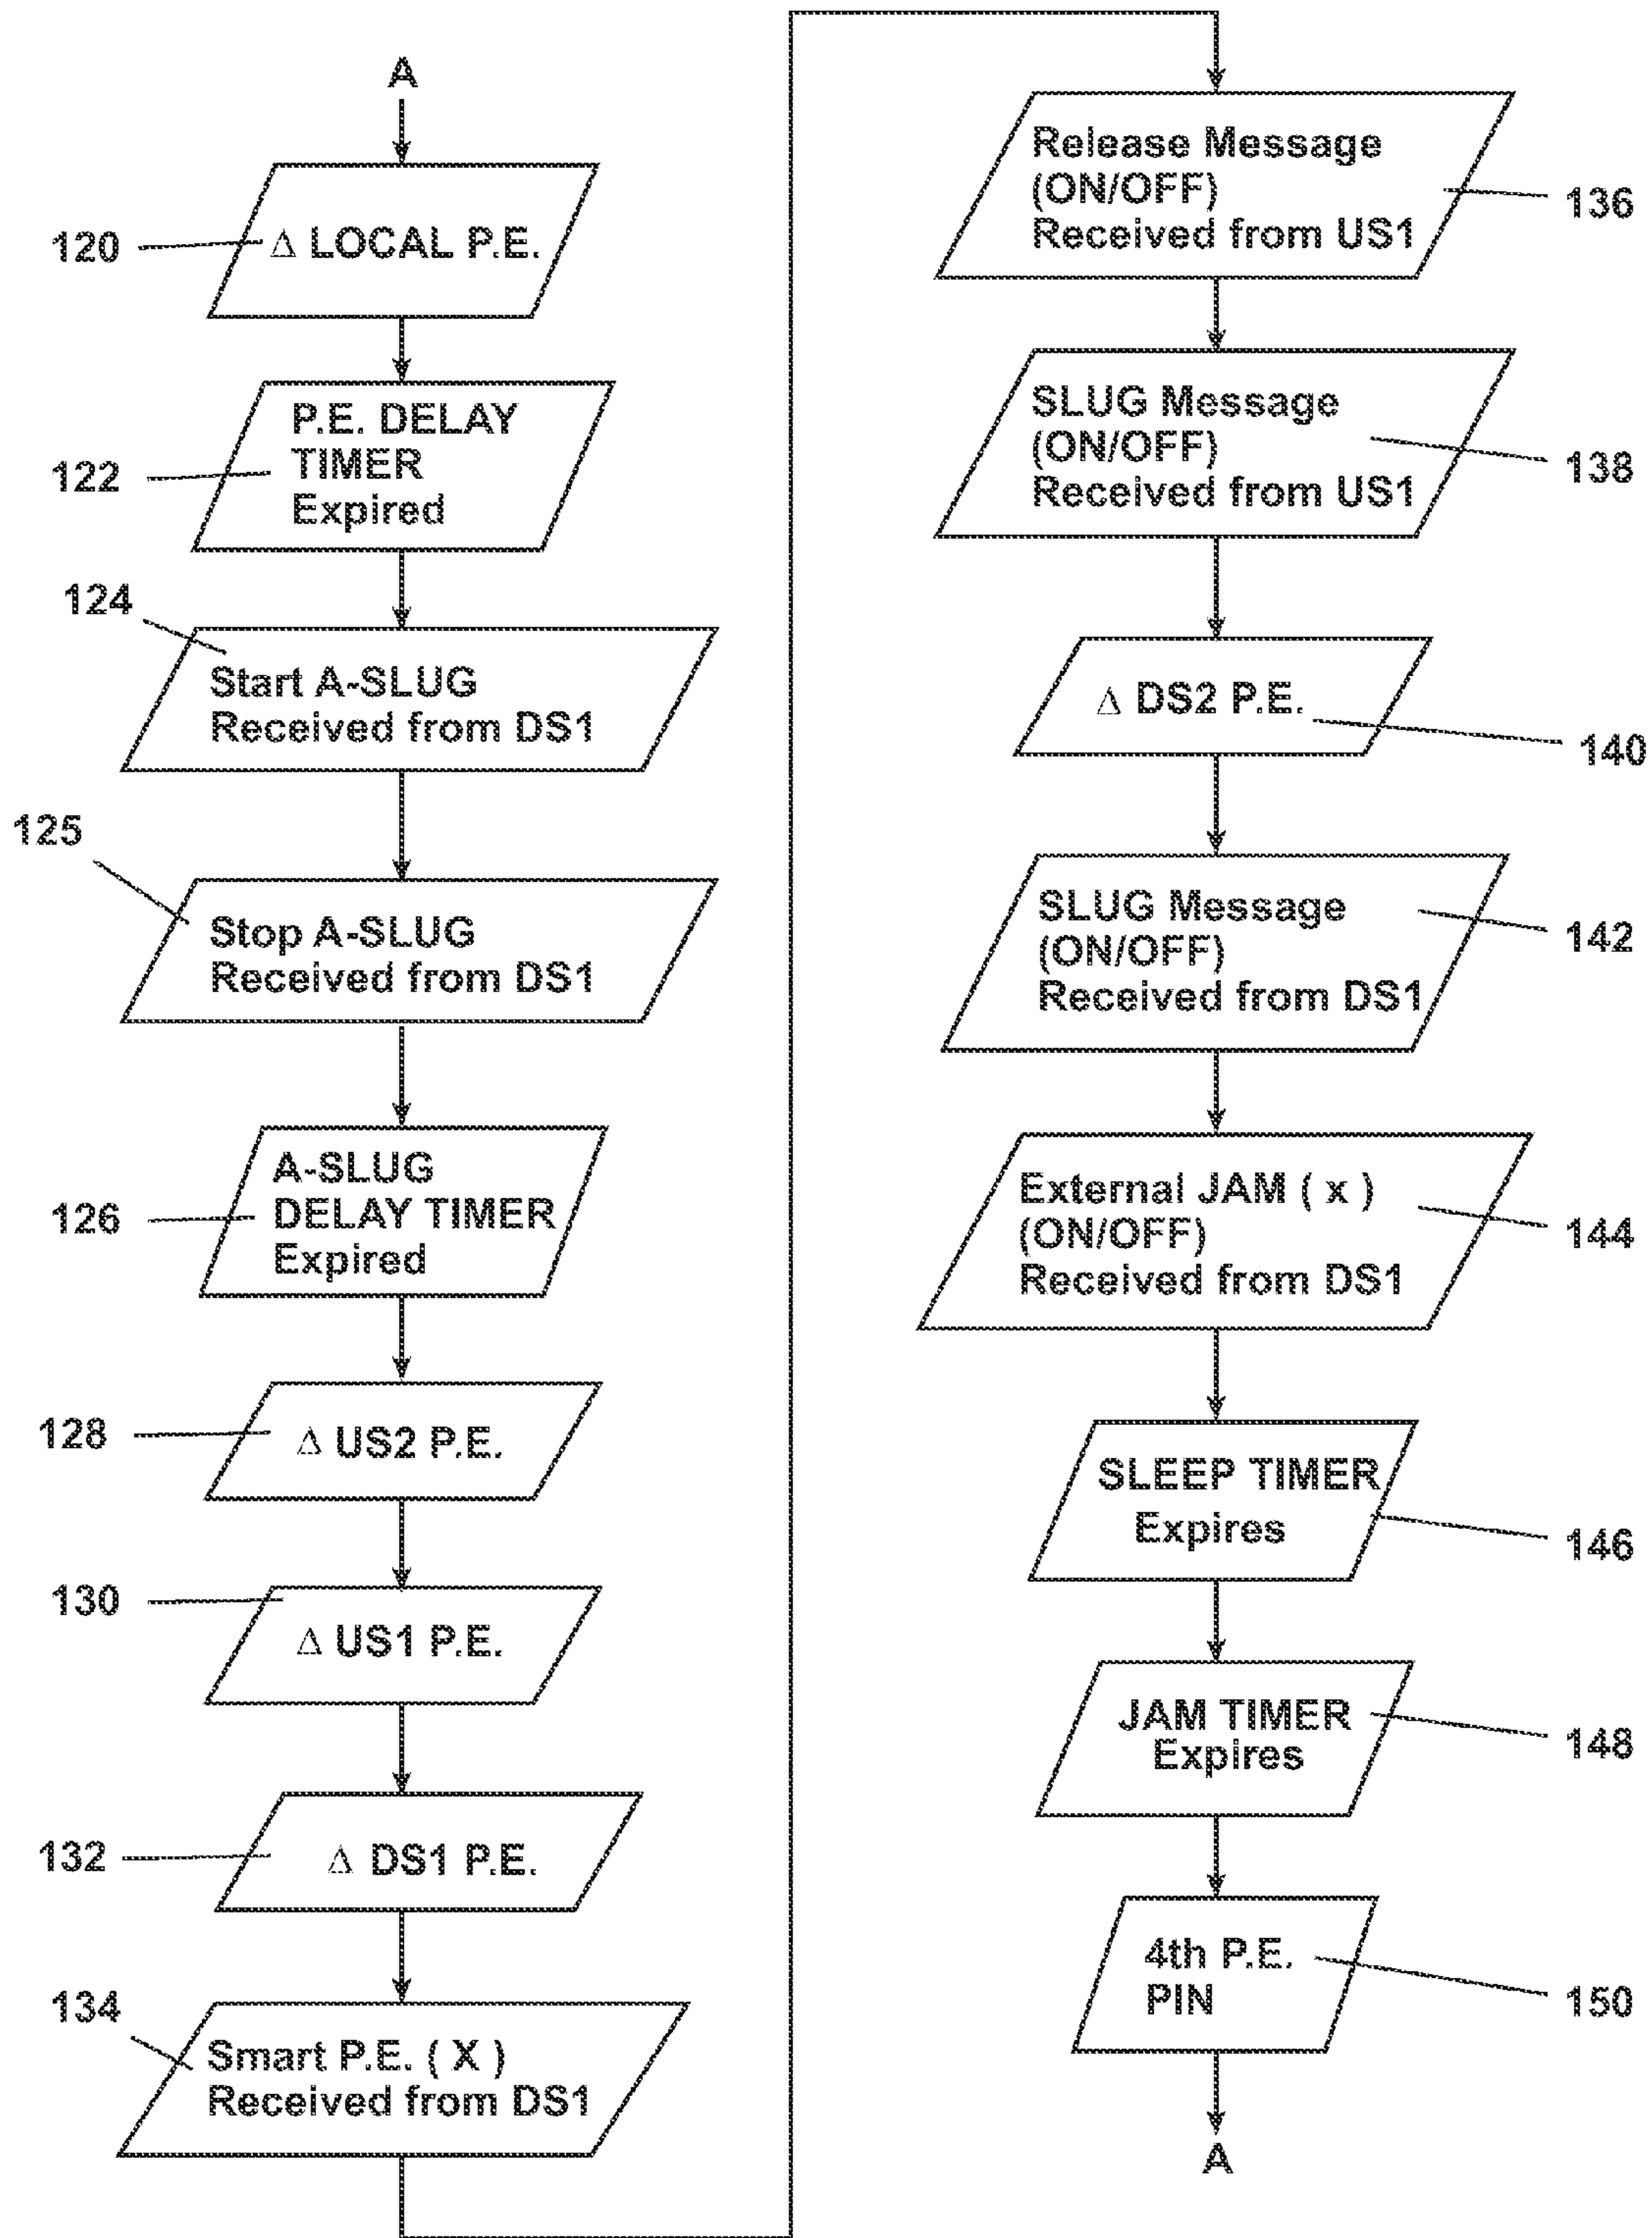 A
120
Δ LOCAL P.E.
122
P.E. DELAY
TIMER
Expired
124
Start A-SLUG
Received from DS1
125
Stop A-SLUG
Received from DS1
126
A-SLUG
DELAY TIMER
Expired
128
Δ US2 P.E.
130
Δ US1 P.E.
132
Δ DS1 P.E.
134
Smart P.E. ( X )
Received from DS1
Release Message
(ON/OFF)
Received from US1
136
SLUG Message
(ON/OFF)
Received from US1
138
Δ DS2 P.E.
140
SLUG Message
(ON/OFF)
Received from DS1
142
External JAM ( x )
(ON/OFF)
Received from DS1
144
SLEEP TIMER
Expires
146
JAM TIMER
Expires
148
4th P.E.
PIN
150
A